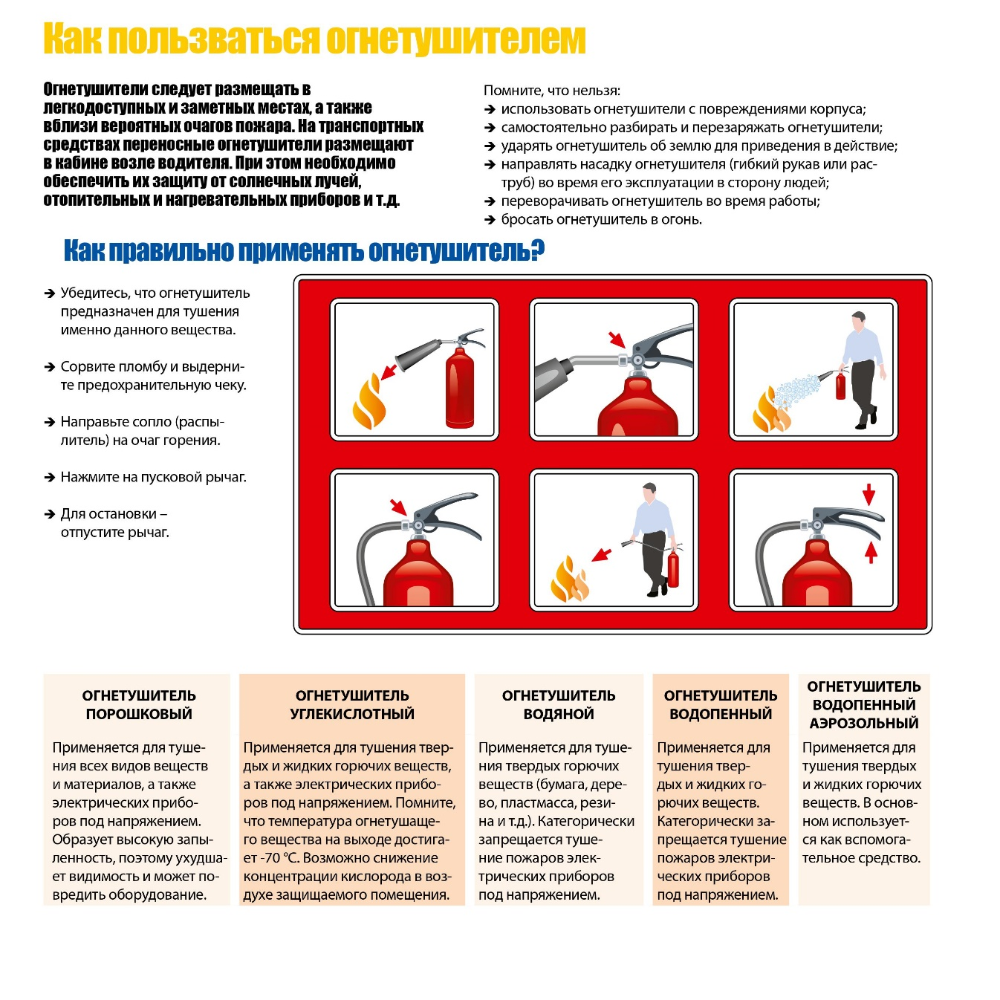 Как пользваться огнетушителем
Огнетушители следует размещать в
легкодоступных и заметных местах, а также
вблизи вероятных очагов пожара. На транспортных
средствах переносные огнетушители размещают
в кабине возле водителя. При этом необходимо
обеспечить их защиту от солнечных лучей,
отопительных и нагревательных приборов и т.д.
Помните, что нельзя:
➔ использовать огнетушители с повреждениями корпуса;
➔ самостоятельно разбирать и перезаряжать огнетушители;
➔ ударять огнетушитель об землю для приведения в действие;
➔ направлять насадку огнетушителя (гибкий рукав или рас-
труб) во время его эксплуатации в сторону людей;
➔ переворачивать огнетушитель во время работы;
➔ бросать огнетушитель в огонь.
Как правильно применять огнетушитель?
➔ Убедитесь, что огнетушитель
предназначен для тушения
именно данного вещества.
➔ Сорвите пломбу и выдерни-
те предохранительную чеку.
➔ Направьте сопло (распы-
литель) на очаг горения.
➔ Нажмите на пусковой рычаг.
➔ Для остановки –
отпустите рычаг.
ОГНЕТУШИТЕЛЬ
ПОРОШКОВЫЙ
Применяется для туше-
ния всех видов веществ
и материалов, а также
электрических прибо-
ров под напряжением.
Образует высокую запы-
ленность, поэтому ухудша-
ет видимость и может по-
вредить оборудование.
ОГНЕТУШИТЕЛЬ
УГЛЕКИСЛОТНЫЙ
Применяется для тушения твер-
дых и жидких горючих веществ,
а также электрических прибо-
ров под напряжением. Помните,
что температура огнетушаще-
го вещества на выходе достига-
ет -70 °С. Возможно снижение
концентрации кислорода в воз-
духе защищаемого помещения.
ОГНЕТУШИТЕЛЬ
ВОДЯНОЙ
Применяется для туше-
ния твердых горючих
веществ (бумага, дере-
во, пластмасса, рези-
на и т.д.). Категорически
запрещается туше-
ние пожаров элек-
трических приборов
под напряжением.
ОГНЕТУШИТЕЛЬ
ВОДОПЕННЫЙ
Применяется для
тушения твер-
дых и жидких го-
рючих веществ.
Категорически за-
прещается тушение
пожаров электри-
ческих приборов
под напряжением.
ОГНЕТУШИТЕЛЬ
ВОДОПЕННЫЙ
АЭРОЗОЛЬНЫЙ
Применяется для
тушения твердых
и жидких горючих
веществ. В основ-
ном использует-
ся как вспомога-
тельное средство.